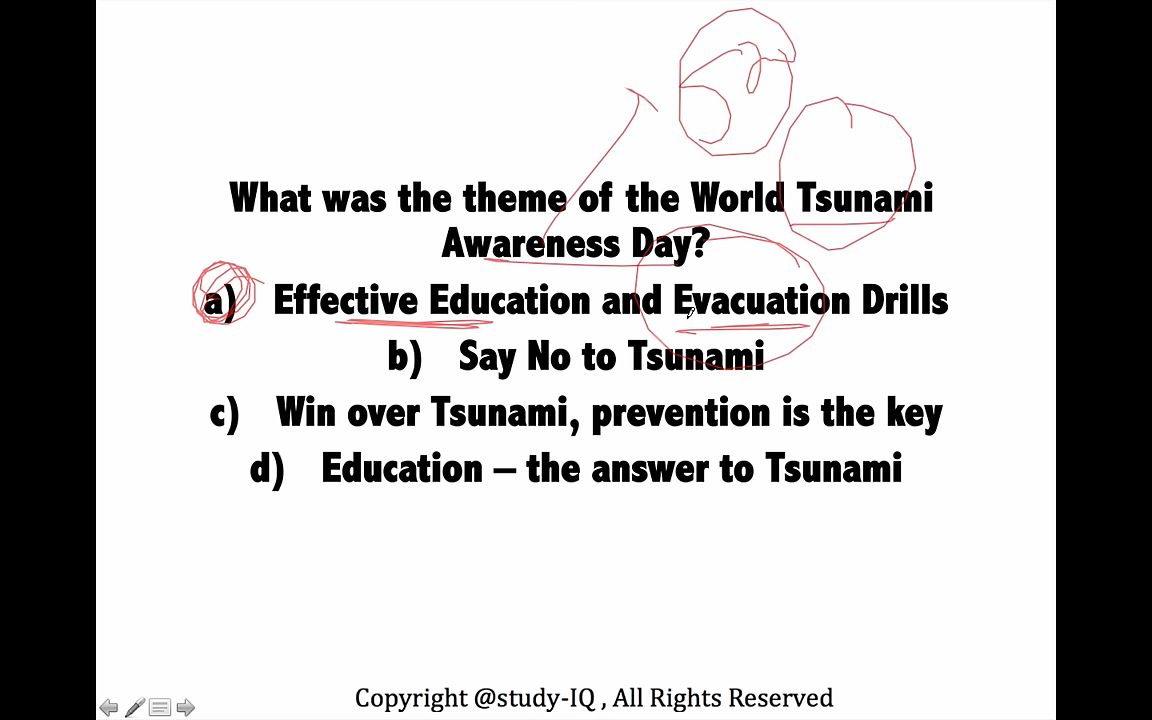 What was the theme of the World Tsunami
Awareness Day?
a) Effective Education and Evacuation Drills
b) Say No to Tsunami
c) Win over Tsunami, prevention is the key
d) Education – the answer to Tsunami
Copyright @study-IQ , All Rights Reserved